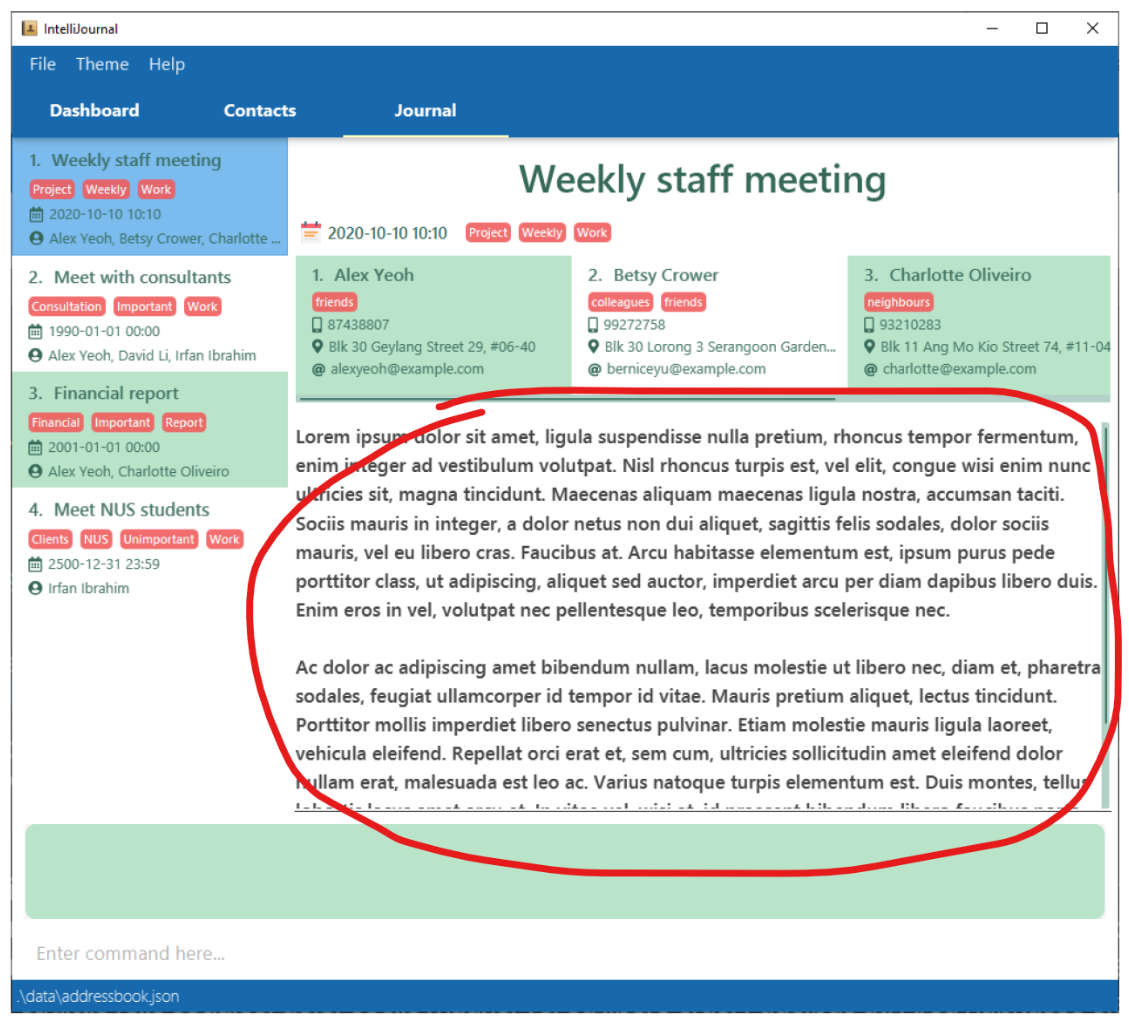 IntelliJournal
File Theme Help
Dashboard Contacts Journal
1. Weekly staff meeting
Project Weekly Work
2020-10-10 10:10
Alex Yeoh, Betsy Crower, Charlotte ...
2. Meet with consultants
Consultation Important Work
1990-01-01 00:00
Alex Yeoh, David Li, Irfan Ibrahim
3. Financial report
Financial Important Report
2001-01-01 00:00
Alex Yeoh, Charlotte Oliveiro
4. Meet NUS students
Clients NUS Unimportant Work
2500-12-31 23:59
Irfan Ibrahim
Weekly staff meeting
2020-10-10 10:10 Project Weekly Work
1. Alex Yeoh
friends
87438807
Blk 30 Geylang Street 29, #06-40
@ alexyeoh@example.com
2. Betsy Crower
colleagues friends
99272758
Blk 30 Lorong 3 Serangoon Garden...
@ berniceyu@example.com
3. Charlotte Oliveiro
neighbours
93210283
Blk 11 Ang Mo Kio Street 74, #11-04
@ charlotte@example.com
Lorem ipsum dolor sit amet, ligula suspendisse nulla pretium, rhoncus tempor fermentum,
enim integer ad vestibulum volutpat. Nisl rhoncus turpis est, vel elit, congue wisi enim nunc
ultricies sit, magna tincidunt. Maecenas aliquam maecenas ligula nostra, accumsan taciti.
Sociis mauris in integer, a dolor netus non dui aliquet, sagittis felis sodales, dolor sociis
mauris, vel eu libero cras. Faucibus at. Arcu habitasse elementum est, ipsum purus pede
porttitor class, ut adipiscing, aliquet sed auctor, imperdiet arcu per diam dapibus libero duis.
Enim eros in vel, volutpat nec pellentesque leo, temporibus scelerisque nec.
Ac dolor ac adipiscing amet bibendum nullam, lacus molestie ut libero nec, diam et, pharetra
sodales, feugiat ullamcorper id tempor id vitae. Mauris pretium aliquet, lectus tincidunt.
Porttitor mollis imperdiet libero senectus pulvinar. Etiam molestie mauris ligula laoreet,
vehicula eleifend. Repellat orci erat et, sem cum, ultricies sollicitudin amet eleifend dolor
nullam erat, malesuada est leo ac. Varius natoque turpis elementum est. Duis montes, tellus
Enter command here...
.\data\addressbook.json